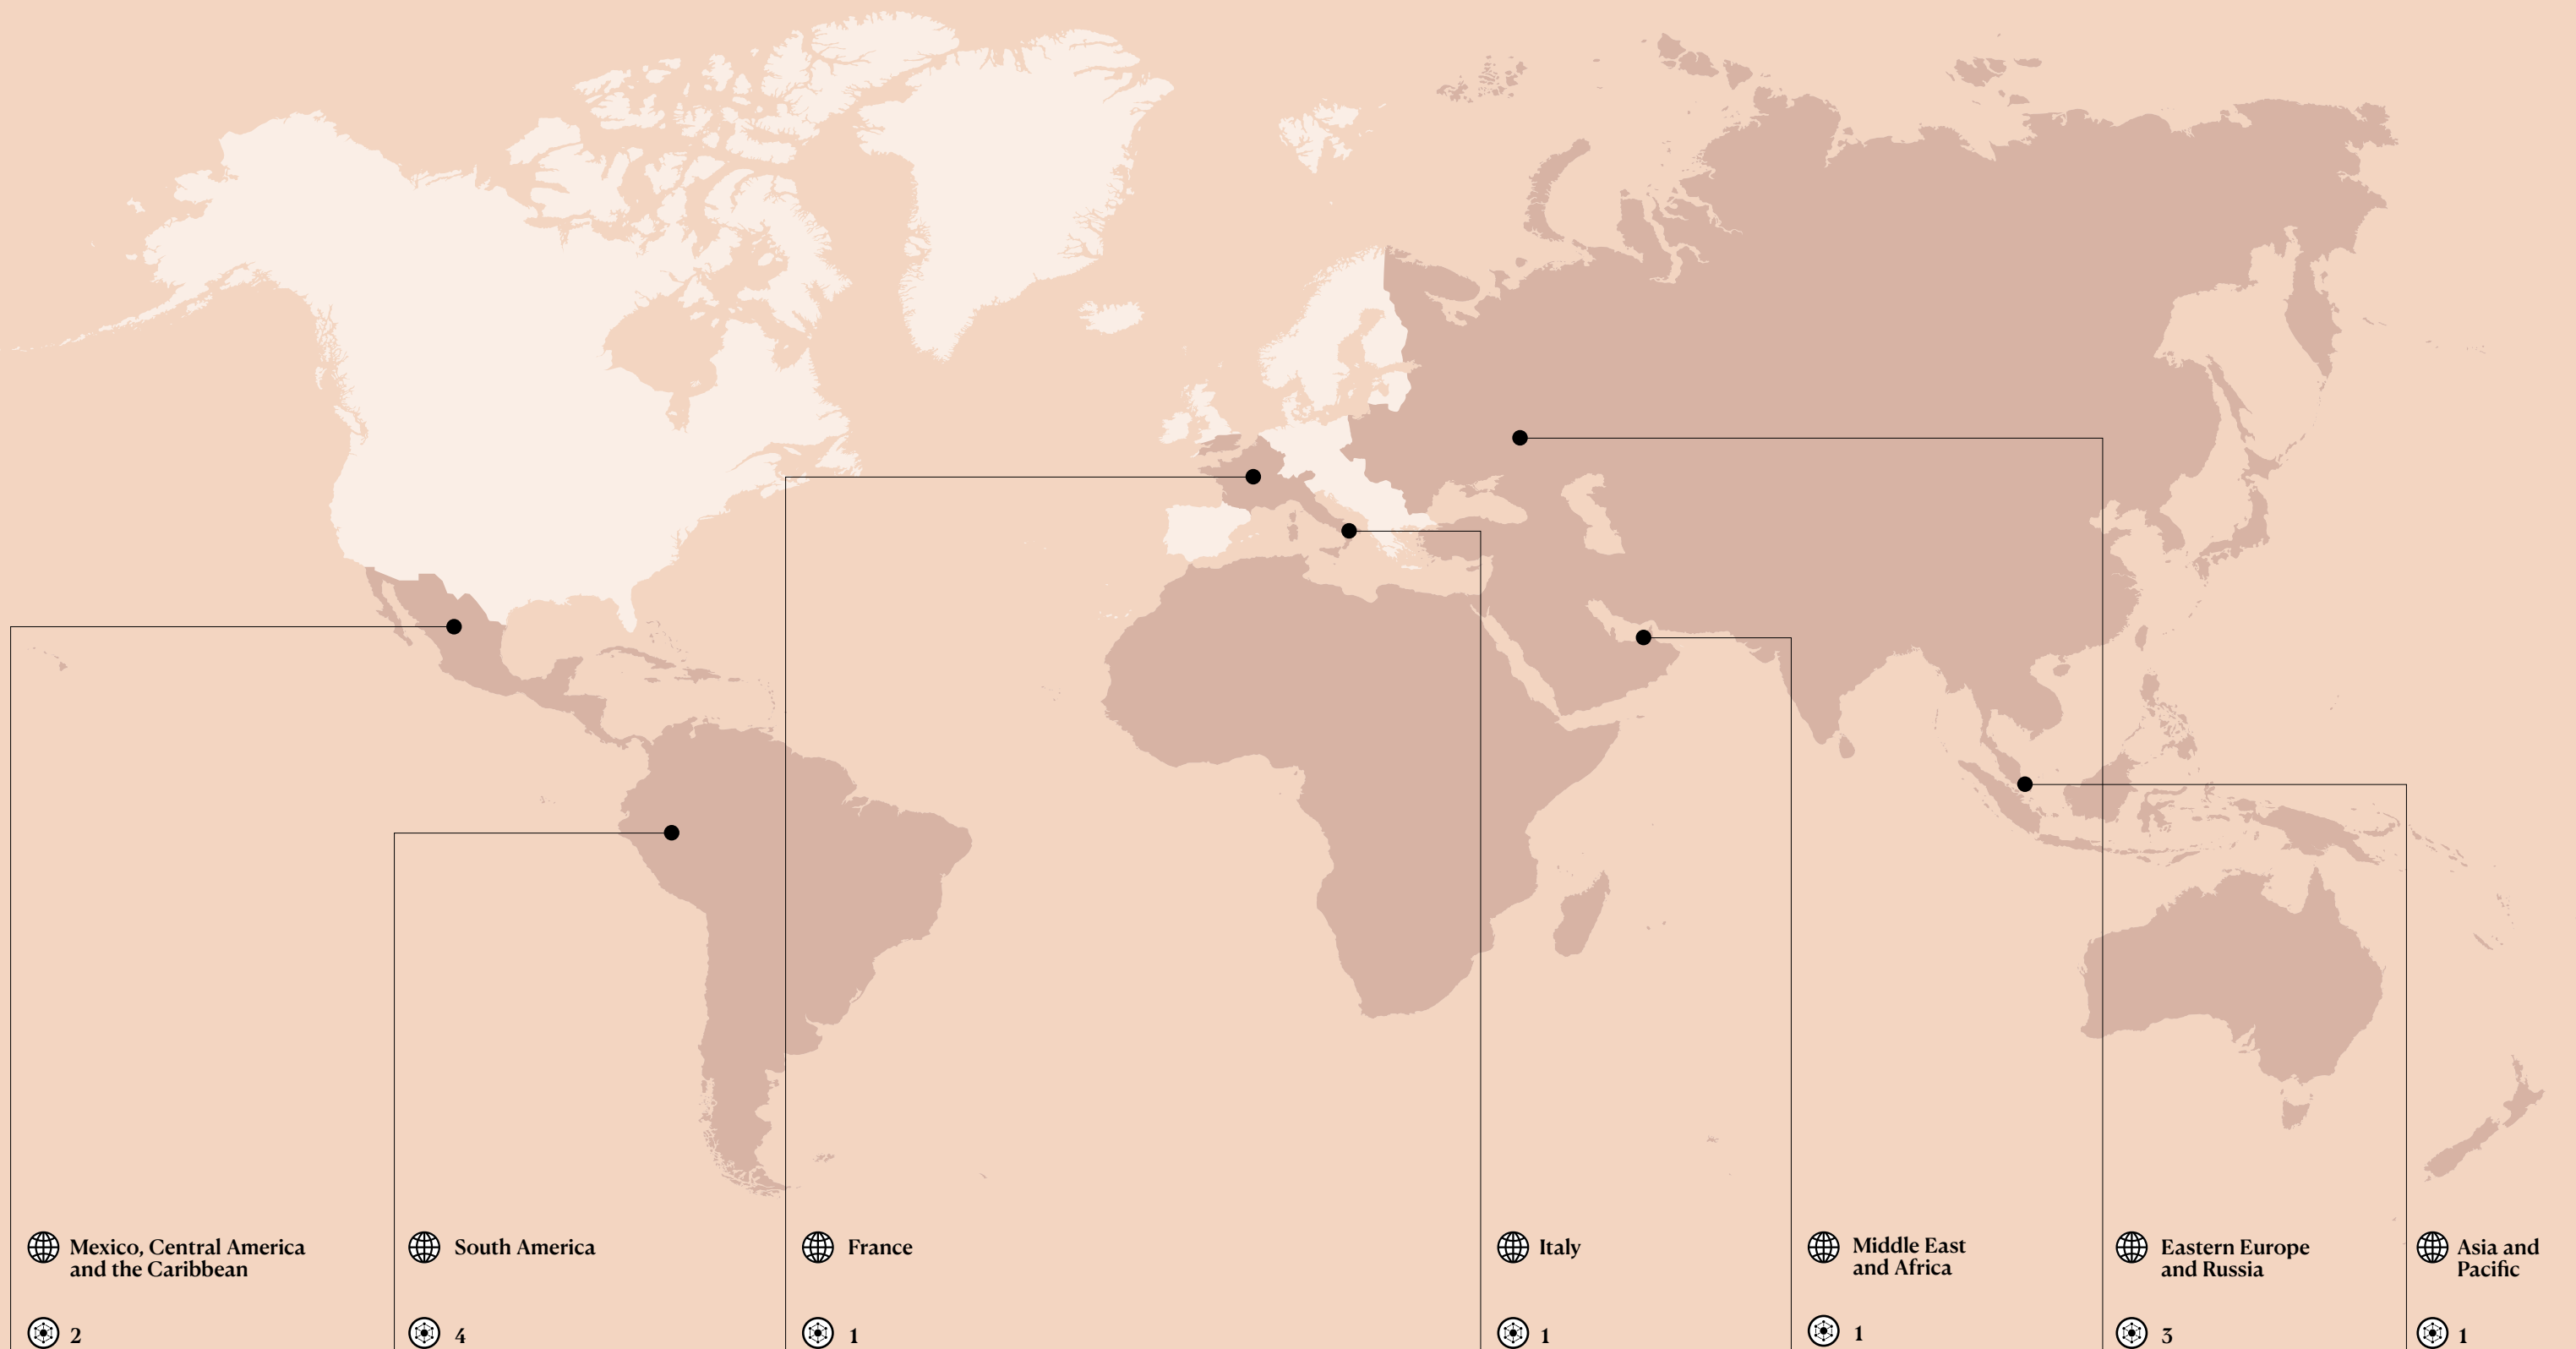 Mexico, Central America
and the Caribbean
2
South America
4
France
1
Italy
1
Middle East
and Africa
1
Eastern Europe
and Russia
3
Asia and
Pacific
1